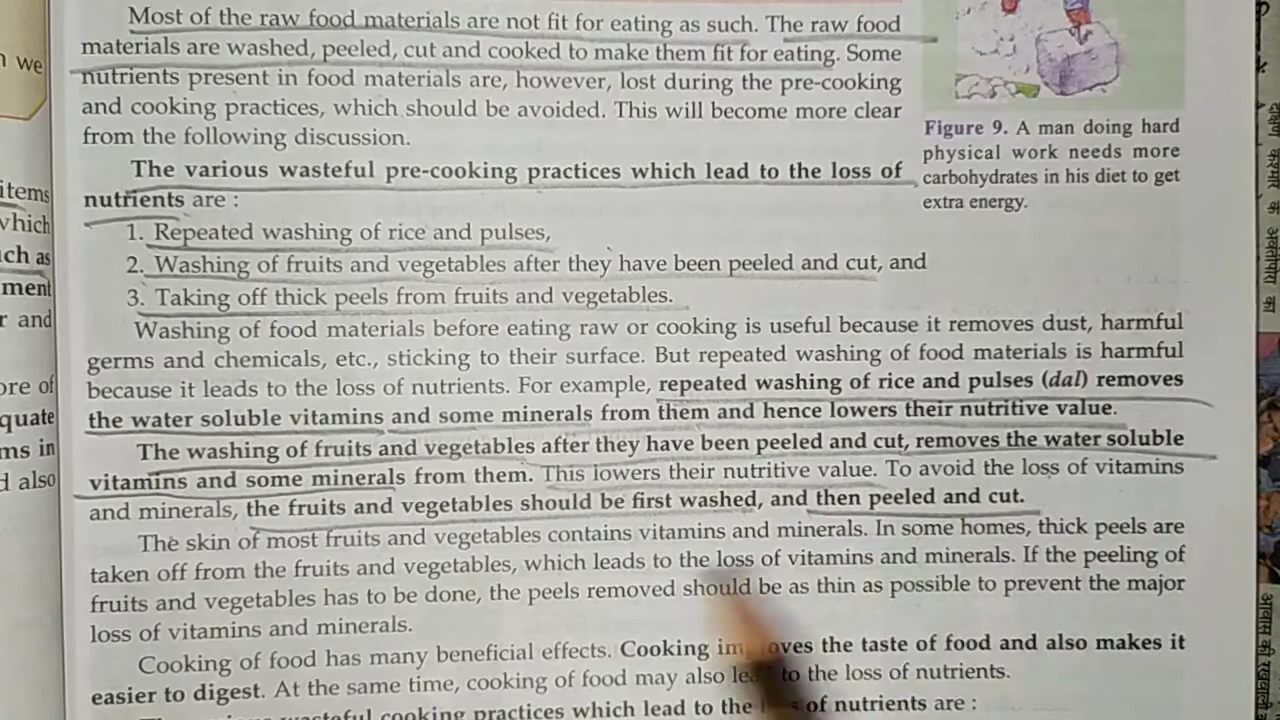 Most of the raw food materials are not fit for eating as such. The raw food
materials are washed, peeled, cut and cooked to make them fit for eating. Some
nutrients present in food materials are, however, lost during the pre-cooking
and cooking practices, which should be avoided. This will become more clear
from the following discussion.
The various wasteful pre-cooking practices which lead to the loss of
nutrients are :
1. Repeated washing of rice and pulses,
2. Washing of fruits and vegetables after they have been peeled and cut, and
3. Taking off thick peels from fruits and vegetables.
Washing of food materials before eating raw or cooking is useful because it removes dust, harmful
germs and chemicals, etc., sticking to their surface. But repeated washing of food materials is harmful
because it leads to the loss of nutrients. For example, repeated washing of rice and pulses (dal) removes
the water soluble vitamins and some minerals from them and hence lowers their nutritive value.
The washing of fruits and vegetables after they have been peeled and cut, removes the water soluble
vitamins and some minerals from them. This lowers their nutritive value. To avoid the loss of vitamins
and minerals, the fruits and vegetables should be first washed, and then peeled and cut.
The skin of most fruits and vegetables contains vitamins and minerals. In some homes, thick peels are
taken off from the fruits and vegetables, which leads to the loss of vitamins and minerals. If the peeling of
fruits and vegetables has to be done, the peels removed should be as thin as possible to prevent the major
loss of vitamins and minerals.
Cooking of food has many beneficial effects. Cooking improves the taste of food and also makes it
easier to digest. At the same time, cooking of food may also lead to the loss of nutrients.
wasteful cooking practices which lead to the of nutrients are :
Figure 9. A man doing hard
physical work needs more
carbohydrates in his diet to get
extra energy.
we
items
which
such as
ment
r and
ore of
quate
ms in
d also